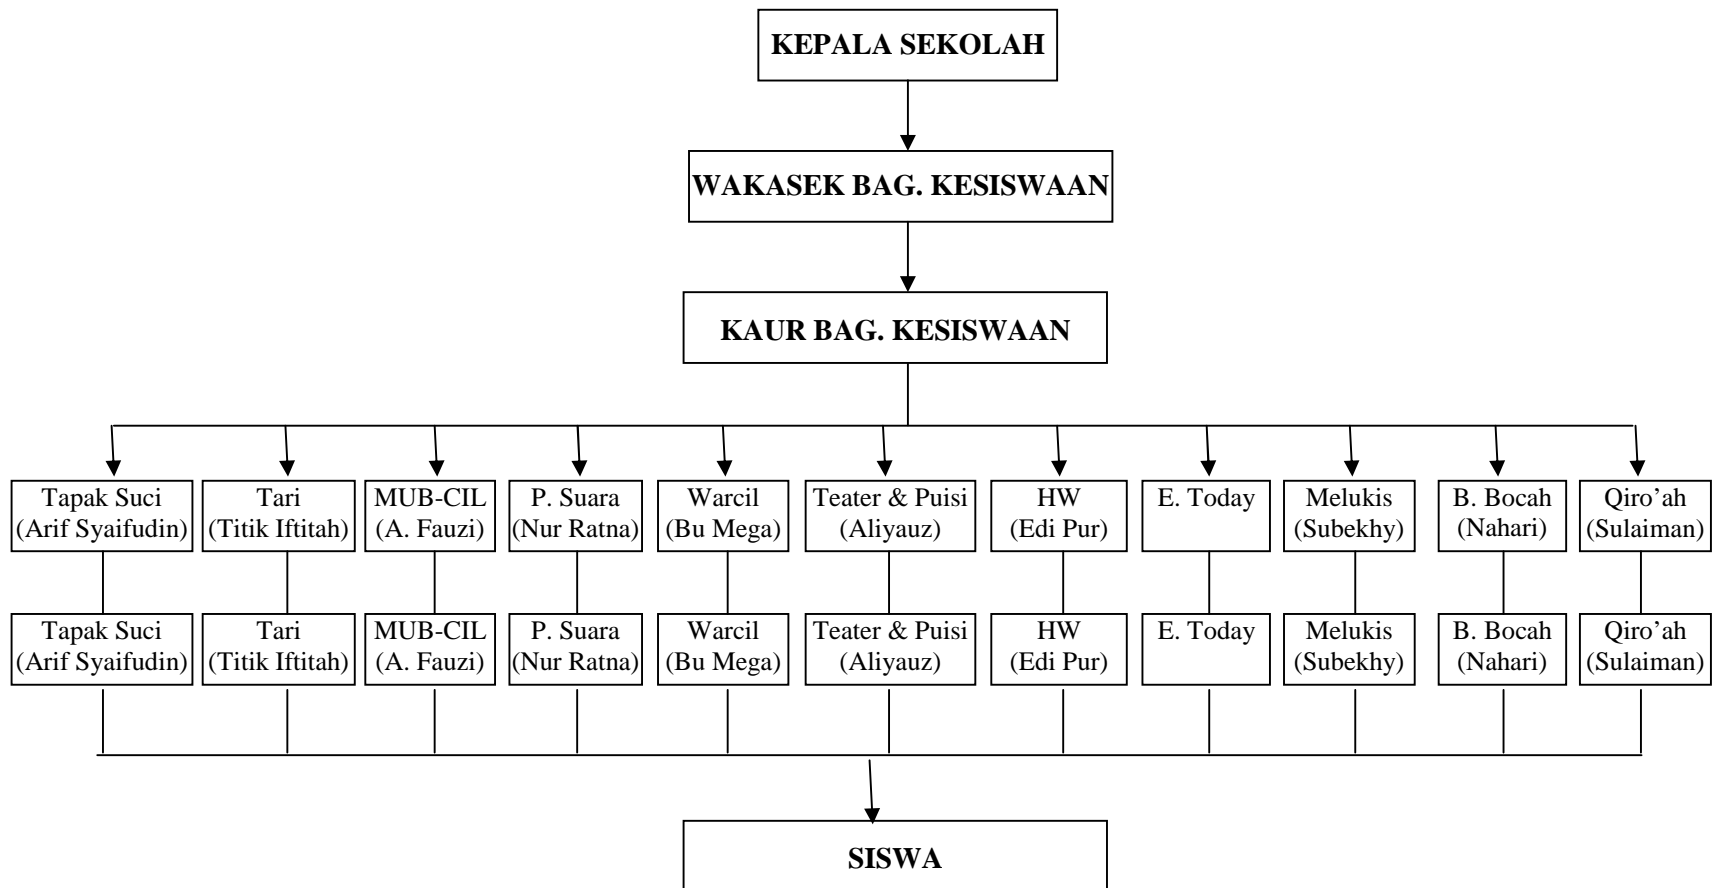 KEPALA SEKOLAH
WAKASEK BAG. KESISWAAN
KAUR BAG. KESISWAAN
Tapak Suci
(Arif Syaifudin)
Tari
(Titik Iftitah)
MUB-CIL
(A. Fauzi)
P. Suara
(Nur Ratna)
Warcil
(Bu Mega)
Teater & Puisi
(Aliyauz)
HW
(Edi Pur)
E. Today
Melukis
(Subekhy)
B. Bocah
(Nahari)
Qiro’ah
(Sulaiman)
Tapak Suci
(Arif Syaifudin)
Tari
(Titik Iftitah)
MUB-CIL
(A. Fauzi)
P. Suara
(Nur Ratna)
Warcil
(Bu Mega)
Teater & Puisi
(Aliyauz)
HW
(Edi Pur)
E. Today
Melukis
(Subekhy)
B. Bocah
(Nahari)
Qiro’ah
(Sulaiman)
SISWA